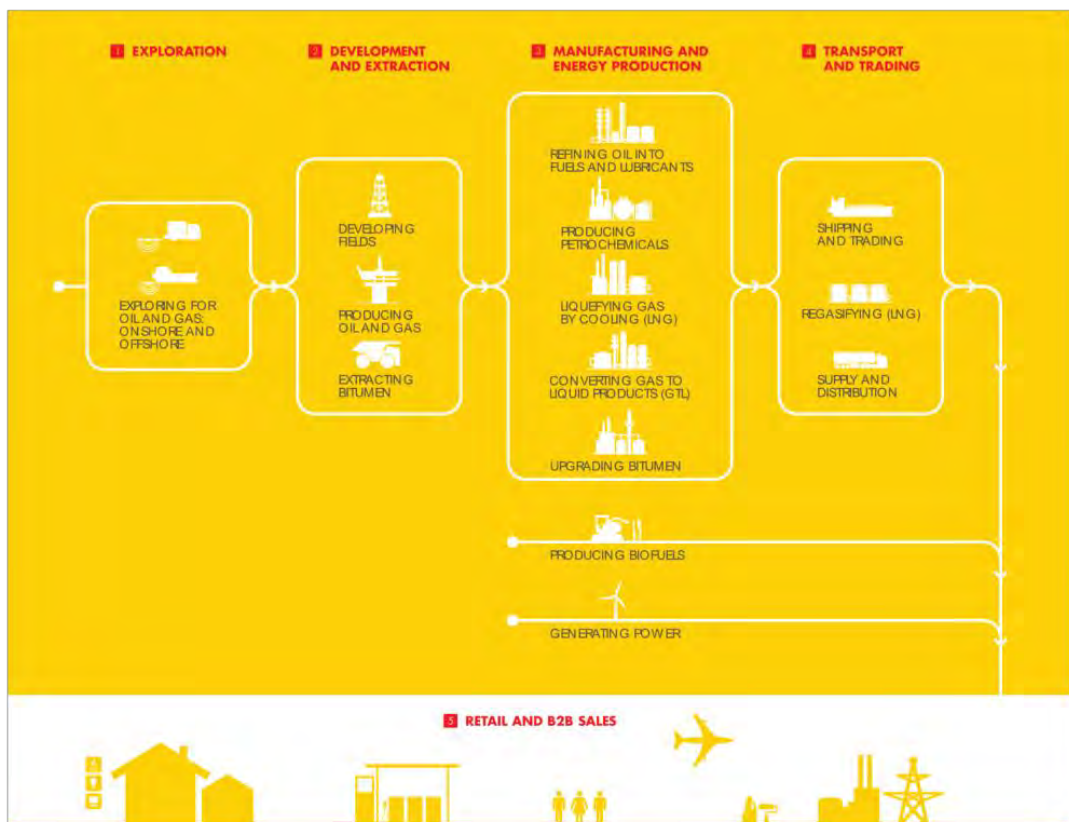 1 EXPLORATION
2 DEVELOPMENT
AND EXTRACTION
3 MANUFACTURING AND
ENERGY PRODUCTION
4 TRANSPORT
AND TRADING
EXPLORING FOR
OIL AND GAS:
ONSHORE AND
OFFSHORE
DEVELOPING
FIELDS
PRODUCING
OIL AND GAS
EXTRACTING
BITUMEN
REFINING OIL INTO
FUELS AND LUBRICANTS
PRODUCING
PETROCHEMICALS
LIQUEFYING GAS
BY COOLING (LNG)
CONVERTING GAS TO
LIQUID PRODUCTS (GTL)
UPGRADING BITUMEN
SHIPPING
AND TRADING
REGASIFYING (LNG)
SUPPLY AND
DISTRIBUTION
PRODUCING BIOFUELS
GENERATING POWER
5 RETAIL AND B2B SALES